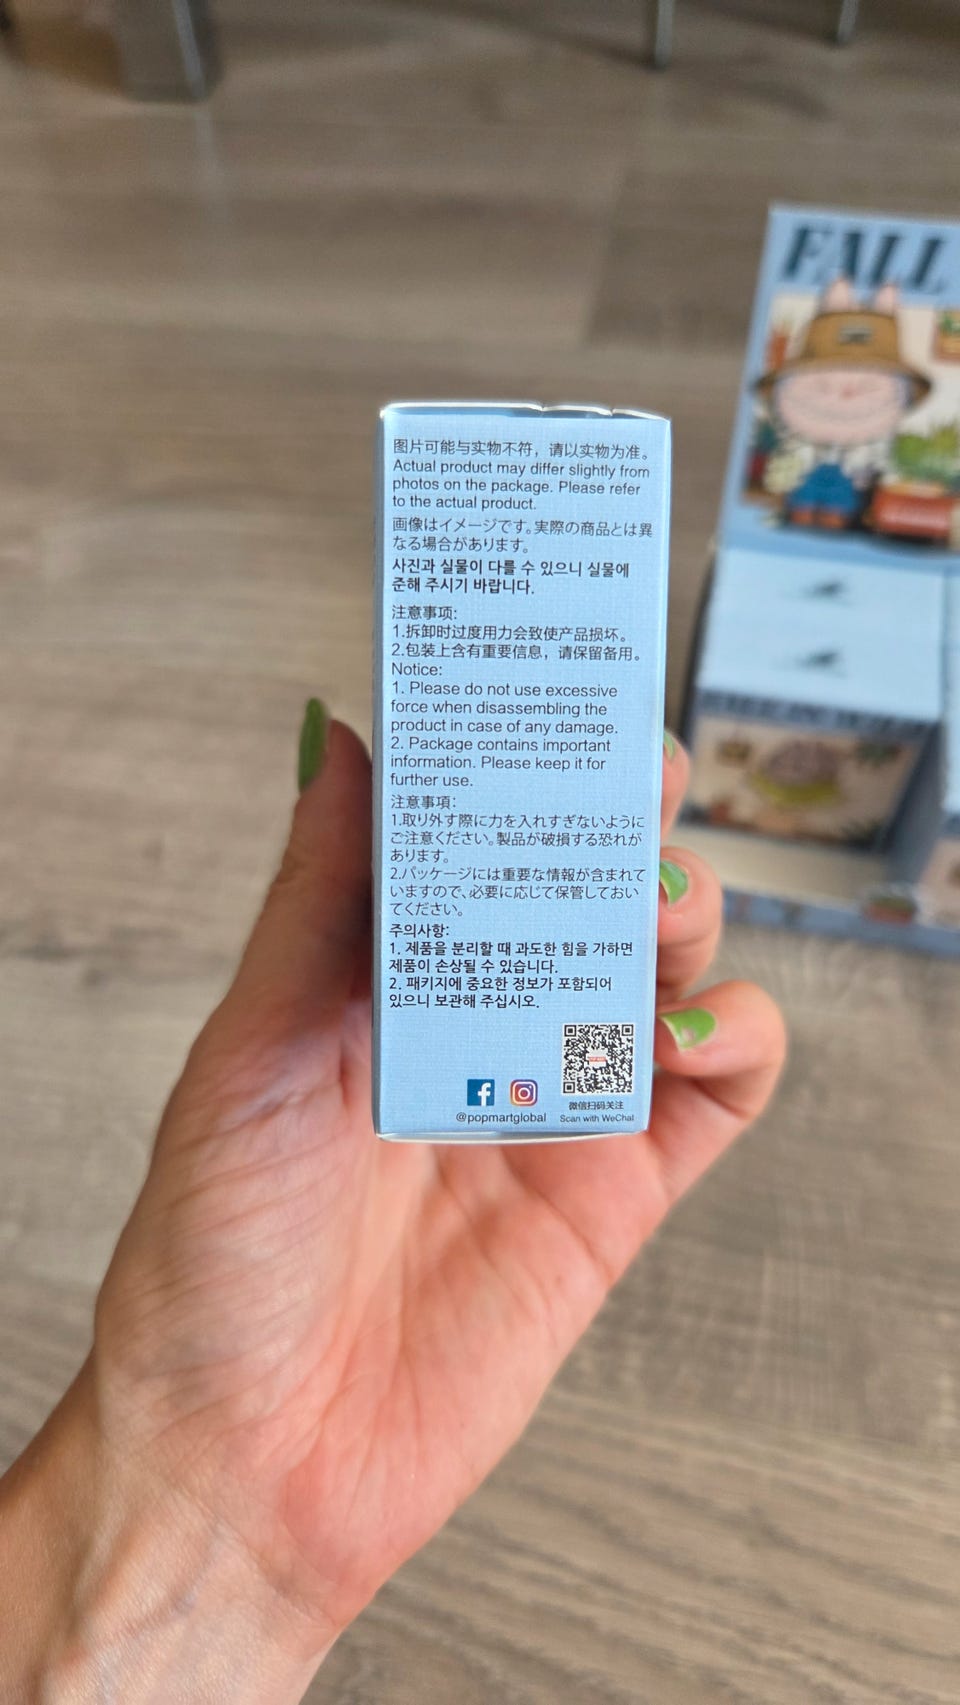 FALL
图片可能与实物不符，请以实物为准。
Actual product may differ slightly from
photos on the package. Please refer
to the actual product.
画像はイメージです。実際の商品とは異
なる場合があります。
사진과 실물이 다를 수 있으니 실물에
준해 주시기 바랍니다.
注意事项:
1.拆卸时过度用力会致使产品损坏。
2.包装上含有重要信息，请保留备用。
Notice:
1. Please do not use excessive
force when disassembling the
product in case of any damage.
2. Package contains important
information. Please keep it for
further use.
注意事項:
1.取り外す際に力を入れすぎないように
ご注意ください。製品が破損する恐れが
あります。
2.パッケージには重要な情報が含まれて
いますので、必要に応じて保管しておい
てください。
주의사항:
1. 제품을 분리할 때 과도한 힘을 가하면
제품이 손상될 수 있습니다.
2. 패키지에 중요한 정보가 포함되어
있으니 보관해 주십시오.
@popmartglobal
微信扫码关注
Scan with WeChat